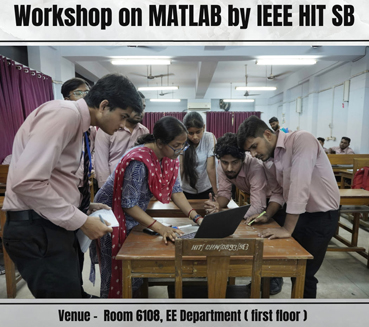 Workshop on MATLAB by IEEE HIT SB
Venue - Room 6108, EE Department ( first floor )